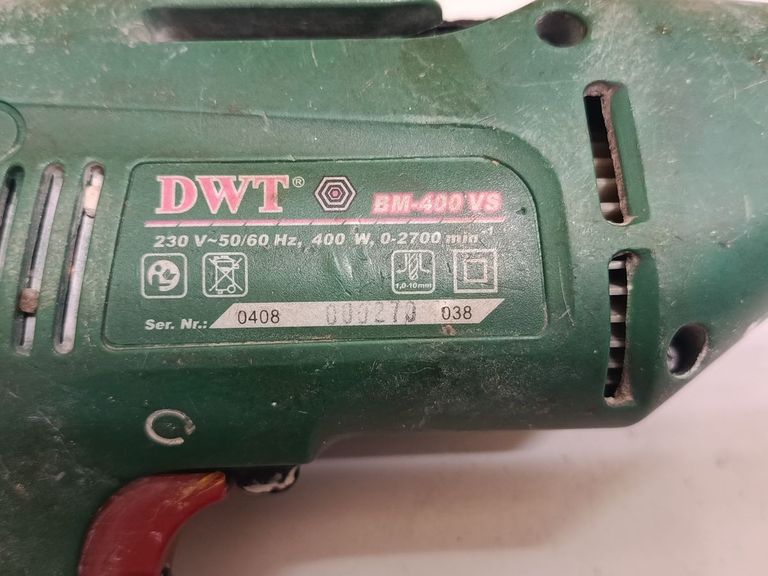 DWT® BM-400 VS
230 V~50/60 Hz, 400 W, 0-2700 min⁻¹
1,0-10mm
Ser. Nr.: 0408 000270 038